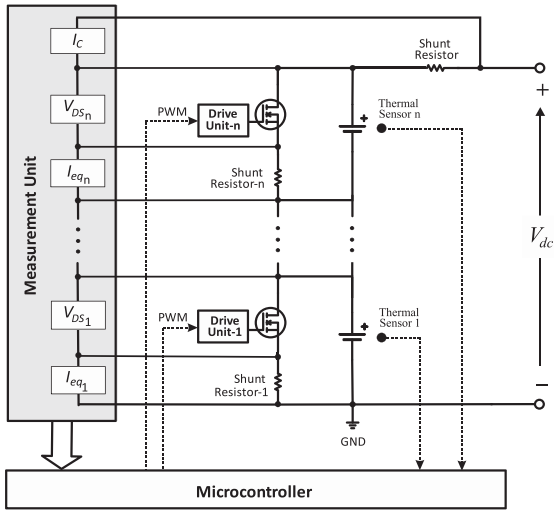 I_C
Shunt
Resistor
+
V_DSn
PWM
Drive
Unit-n
+
Thermal
Sensor n
I_eqn
Shunt
Resistor-n
Measurement Unit
V_dc
V_DS1
PWM
Drive
Unit-1
+
Thermal
Sensor 1
I_eq1
Shunt
Resistor-1
−
GND
Microcontroller